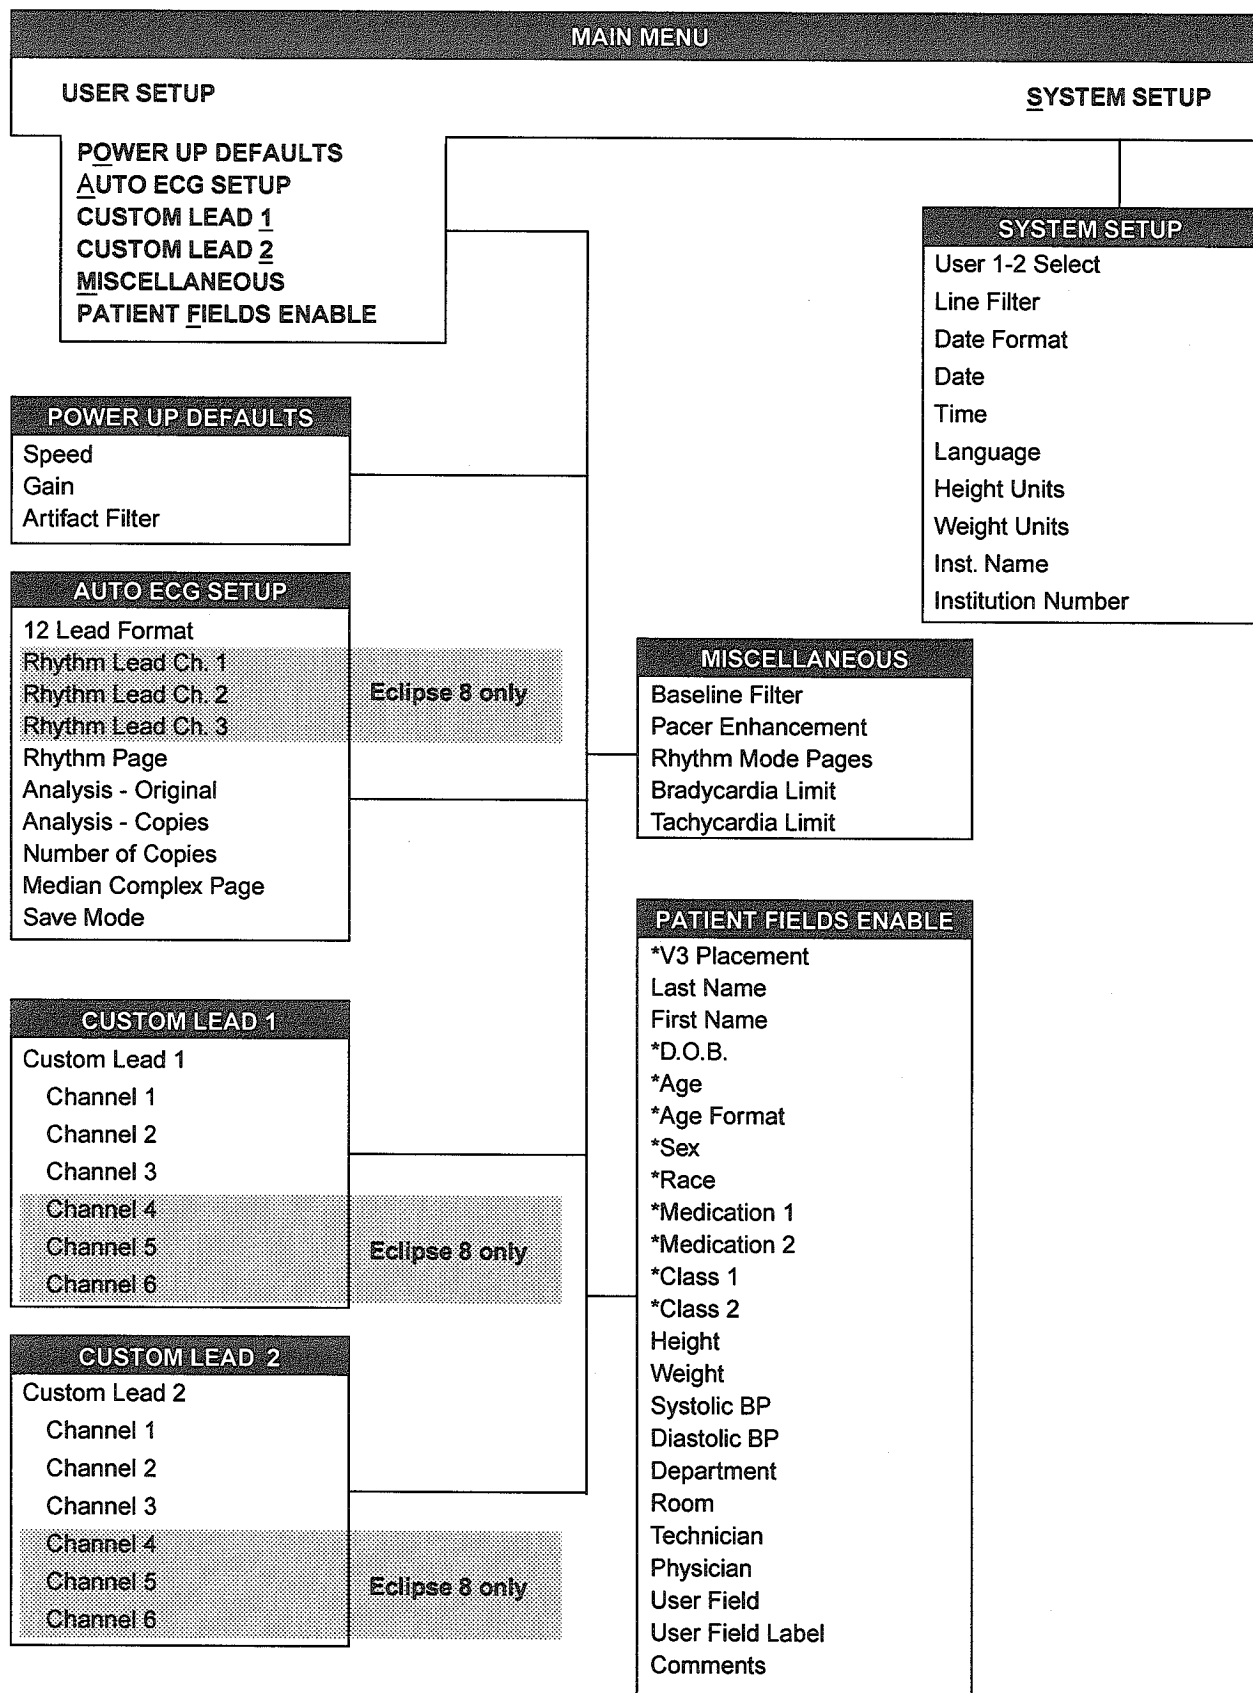 MAIN MENU
USER SETUP
SYSTEM SETUP
POWER UP DEFAULTS
AUTO ECG SETUP
CUSTOM LEAD 1
CUSTOM LEAD 2
MISCELLANEOUS
PATIENT FIELDS ENABLE
SYSTEM SETUP
User 1-2 Select
Line Filter
Date Format
Date
Time
Language
Height Units
Weight Units
Inst. Name
Institution Number
POWER UP DEFAULTS
Speed
Gain
Artifact Filter
AUTO ECG SETUP
12 Lead Format
Rhythm Lead Ch. 1
Rhythm Lead Ch. 2
Rhythm Lead Ch. 3
Eclipse 8 only
Rhythm Page
Analysis - Original
Analysis - Copies
Number of Copies
Median Complex Page
Save Mode
MISCELLANEOUS
Baseline Filter
Pacer Enhancement
Rhythm Mode Pages
Bradycardia Limit
Tachycardia Limit
CUSTOM LEAD 1
Custom Lead 1
Channel 1
Channel 2
Channel 3
Channel 4
Channel 5
Channel 6
Eclipse 8 only
CUSTOM LEAD 2
Custom Lead 2
Channel 1
Channel 2
Channel 3
Channel 4
Channel 5
Channel 6
Eclipse 8 only
PATIENT FIELDS ENABLE
*V3 Placement
Last Name
First Name
*D.O.B.
*Age
*Age Format
*Sex
*Race
*Medication 1
*Medication 2
*Class 1
*Class 2
Height
Weight
Systolic BP
Diastolic BP
Department
Room
Technician
Physician
User Field
User Field Label
Comments